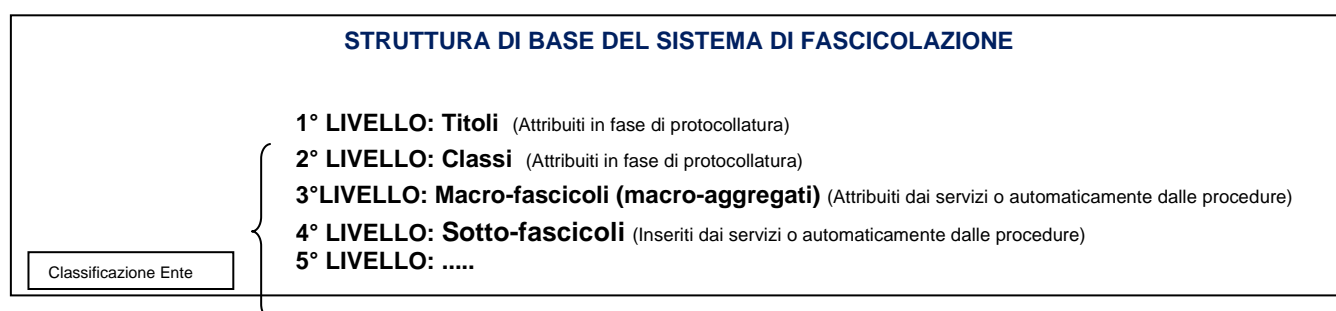 STRUTTURA DI BASE DEL SISTEMA DI FASCICOLAZIONE
1° LIVELLO: Titoli (Attribuiti in fase di protocollatura)
2° LIVELLO: Classi (Attribuiti in fase di protocollatura)
3°LIVELLO: Macro-fascicoli (macro-aggregati) (Attribuiti dai servizi o automaticamente dalle procedure)
4° LIVELLO: Sotto-fascicoli (Inseriti dai servizi o automaticamente dalle procedure)
5° LIVELLO: .....
Classificazione Ente